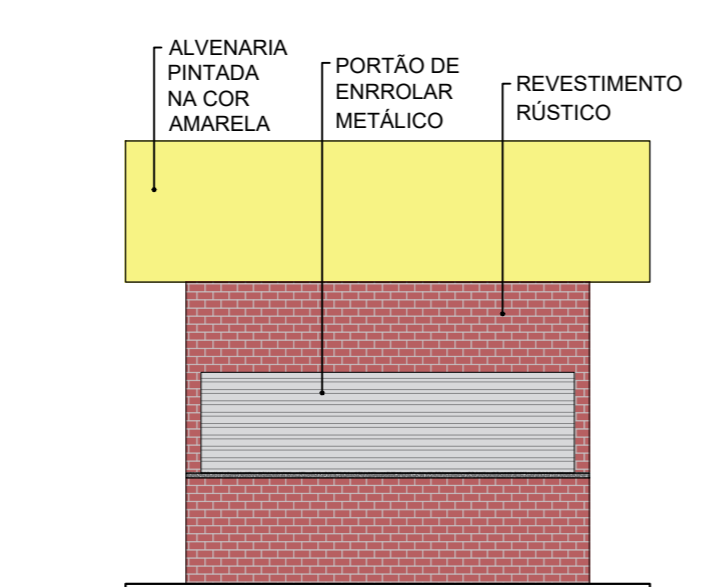 ALVENARIA
PINTADA
NA COR
AMARELA
PORTÃO DE
ENRROLAR
METÁLICO
REVESTIMENTO
RÚSTICO